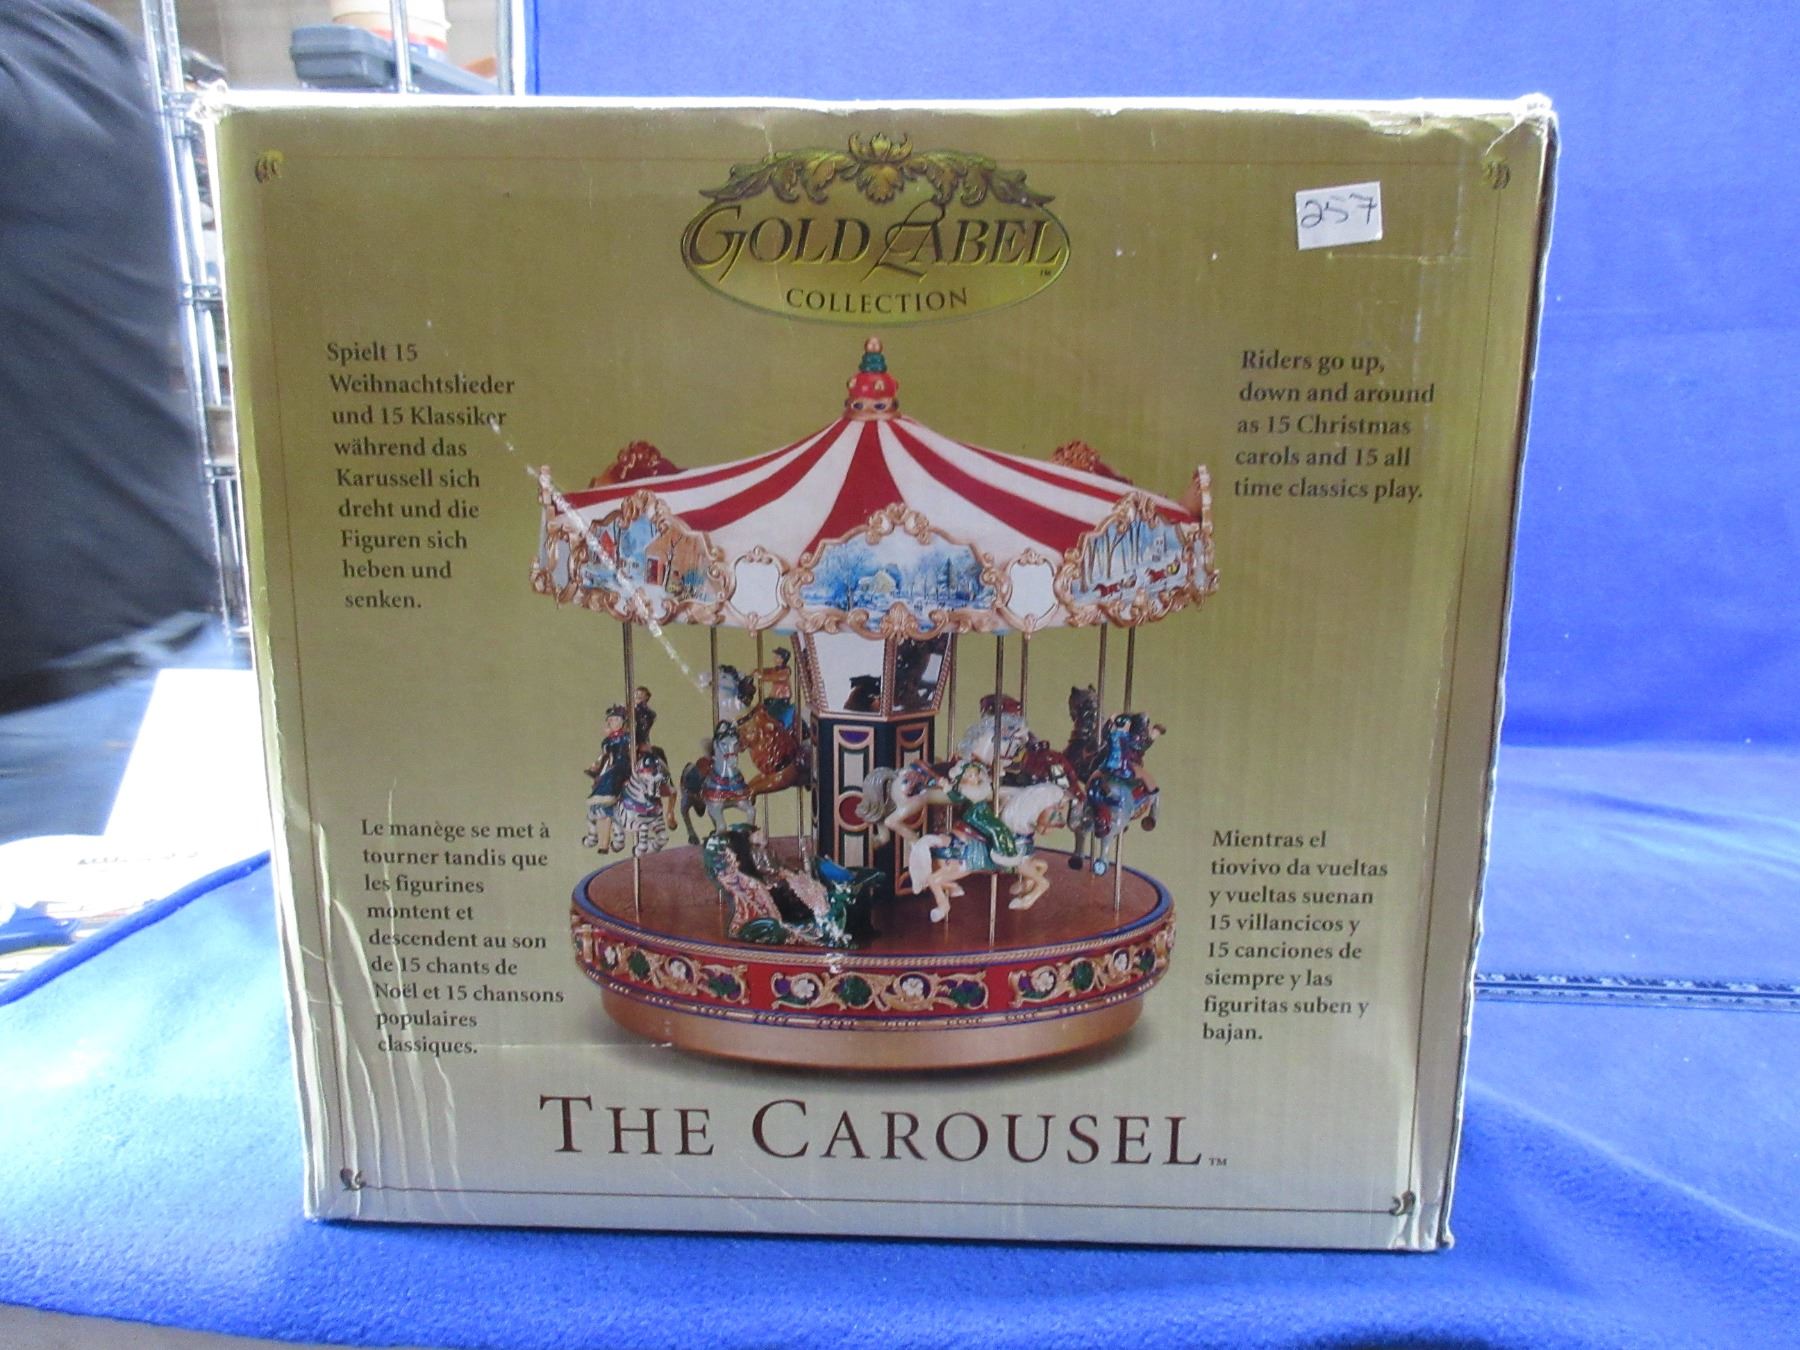 GOLD LABEL
™
COLLECTION
257
Spielt 15
Weihnachtslieder
und 15 Klassiker
während das
Karussell sich
dreht und die
Figuren sich
heben und
senken.
Riders go up,
down and around
as 15 Christmas
carols and 15 all
time classics play.
Le manège se met à
tourner tandis que
les figurines
montent et
descendent au son
de 15 chants de
Noël et 15 chansons
populaires
classiques.
Mientras el
tiovivo da vueltas
y vueltas suenan
15 villancicos y
15 canciones de
siempre y las
figuritas suben y
bajan.
THE CAROUSEL™